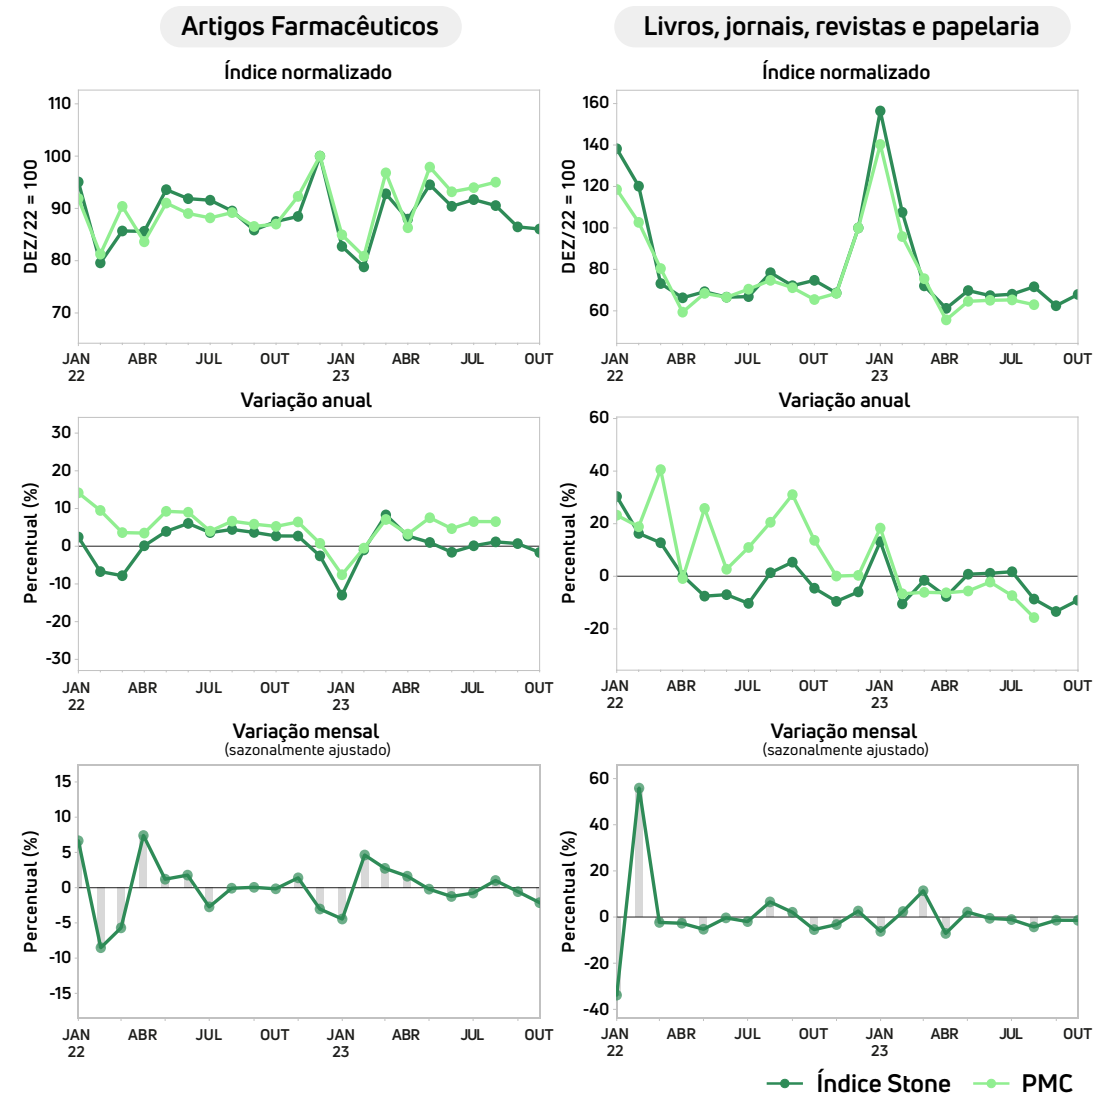 Artigos Farmacêuticos
Livros, jornais, revistas e papelaria
Índice normalizado
Índice normalizado
DEZ/22 = 100
110
100
90
80
70
JAN ABR JUL OUT JAN ABR JUL OUT
22 23
DEZ/22 = 100
160
140
120
100
80
60
JAN ABR JUL OUT JAN ABR JUL OUT
22 23
Variação anual
Variação anual
Percentual (%)
30
20
10
0
-10
-20
-30
JAN ABR JUL OUT JAN ABR JUL OUT
22 23
Percentual (%)
60
40
20
0
-20
JAN ABR JUL OUT JAN ABR JUL OUT
22 23
Variação mensal
(sazonalmente ajustado)
Variação mensal
(sazonalmente ajustado)
Percentual (%)
15
10
5
0
-5
-10
-15
JAN ABR JUL OUT JAN ABR JUL OUT
22 23
Percentual (%)
60
40
20
0
-20
-40
JAN ABR JUL OUT JAN ABR JUL OUT
22 23
Índice Stone PMC